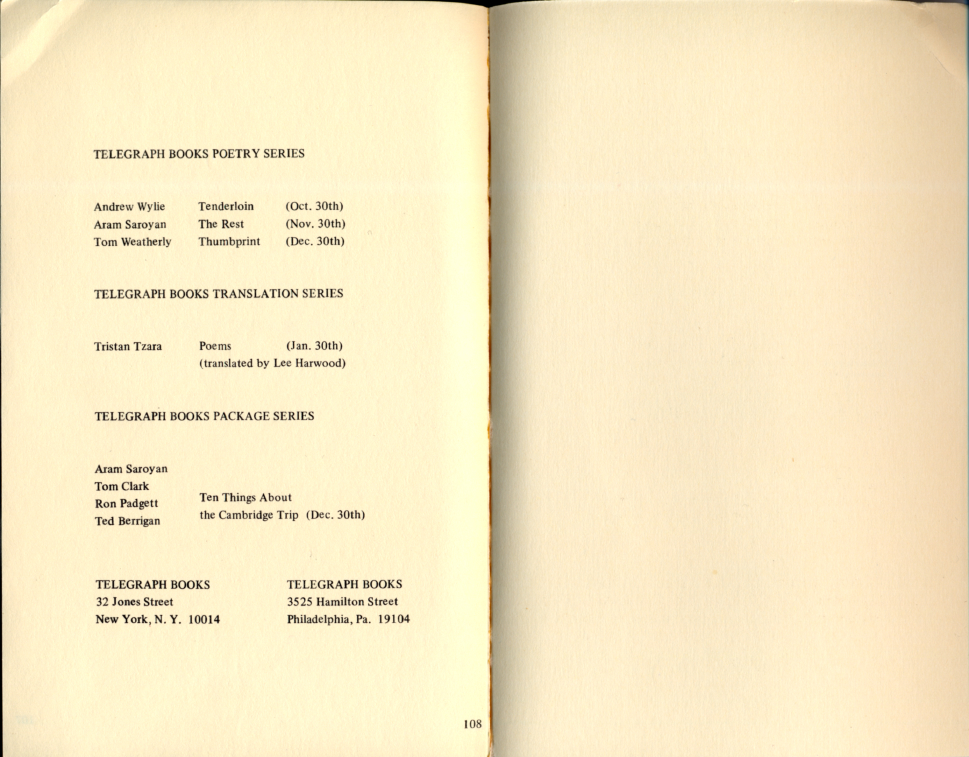 TELEGRAPH BOOKS POETRY SERIES
Andrew Wylie Tenderloin (Oct. 30th)
Aram Saroyan The Rest (Nov. 30th)
Tom Weatherly Thumbprint (Dec. 30th)
TELEGRAPH BOOKS TRANSLATION SERIES
Tristan Tzara Poems (Jan. 30th)
(translated by Lee Harwood)
TELEGRAPH BOOKS PACKAGE SERIES
Aram Saroyan
Tom Clark
Ron Padgett
Ted Berrigan
Ten Things About
the Cambridge Trip (Dec. 30th)
TELEGRAPH BOOKS
32 Jones Street
New York, N. Y. 10014
TELEGRAPH BOOKS
3525 Hamilton Street
Philadelphia, Pa. 19104
108